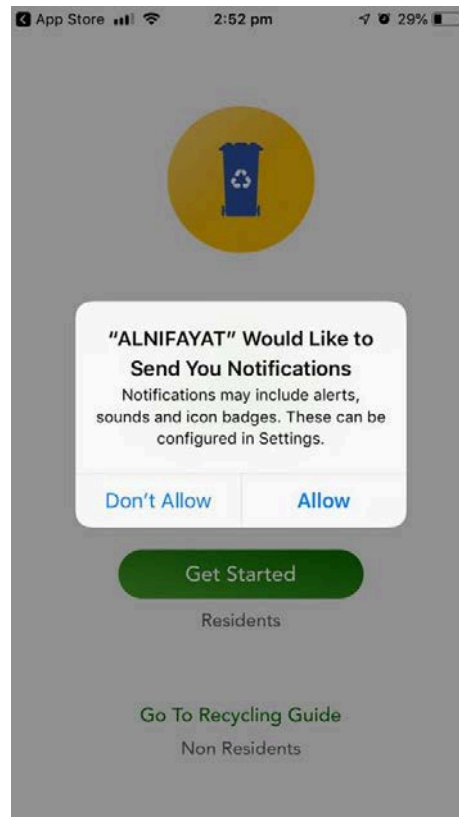 App Store 2:52 pm 29%
“ALNIFAYAT” Would Like to
Send You Notifications
Notifications may include alerts,
sounds and icon badges. These can be
configured in Settings.
Don’t Allow Allow
Get Started
Residents
Go To Recycling Guide
Non Residents